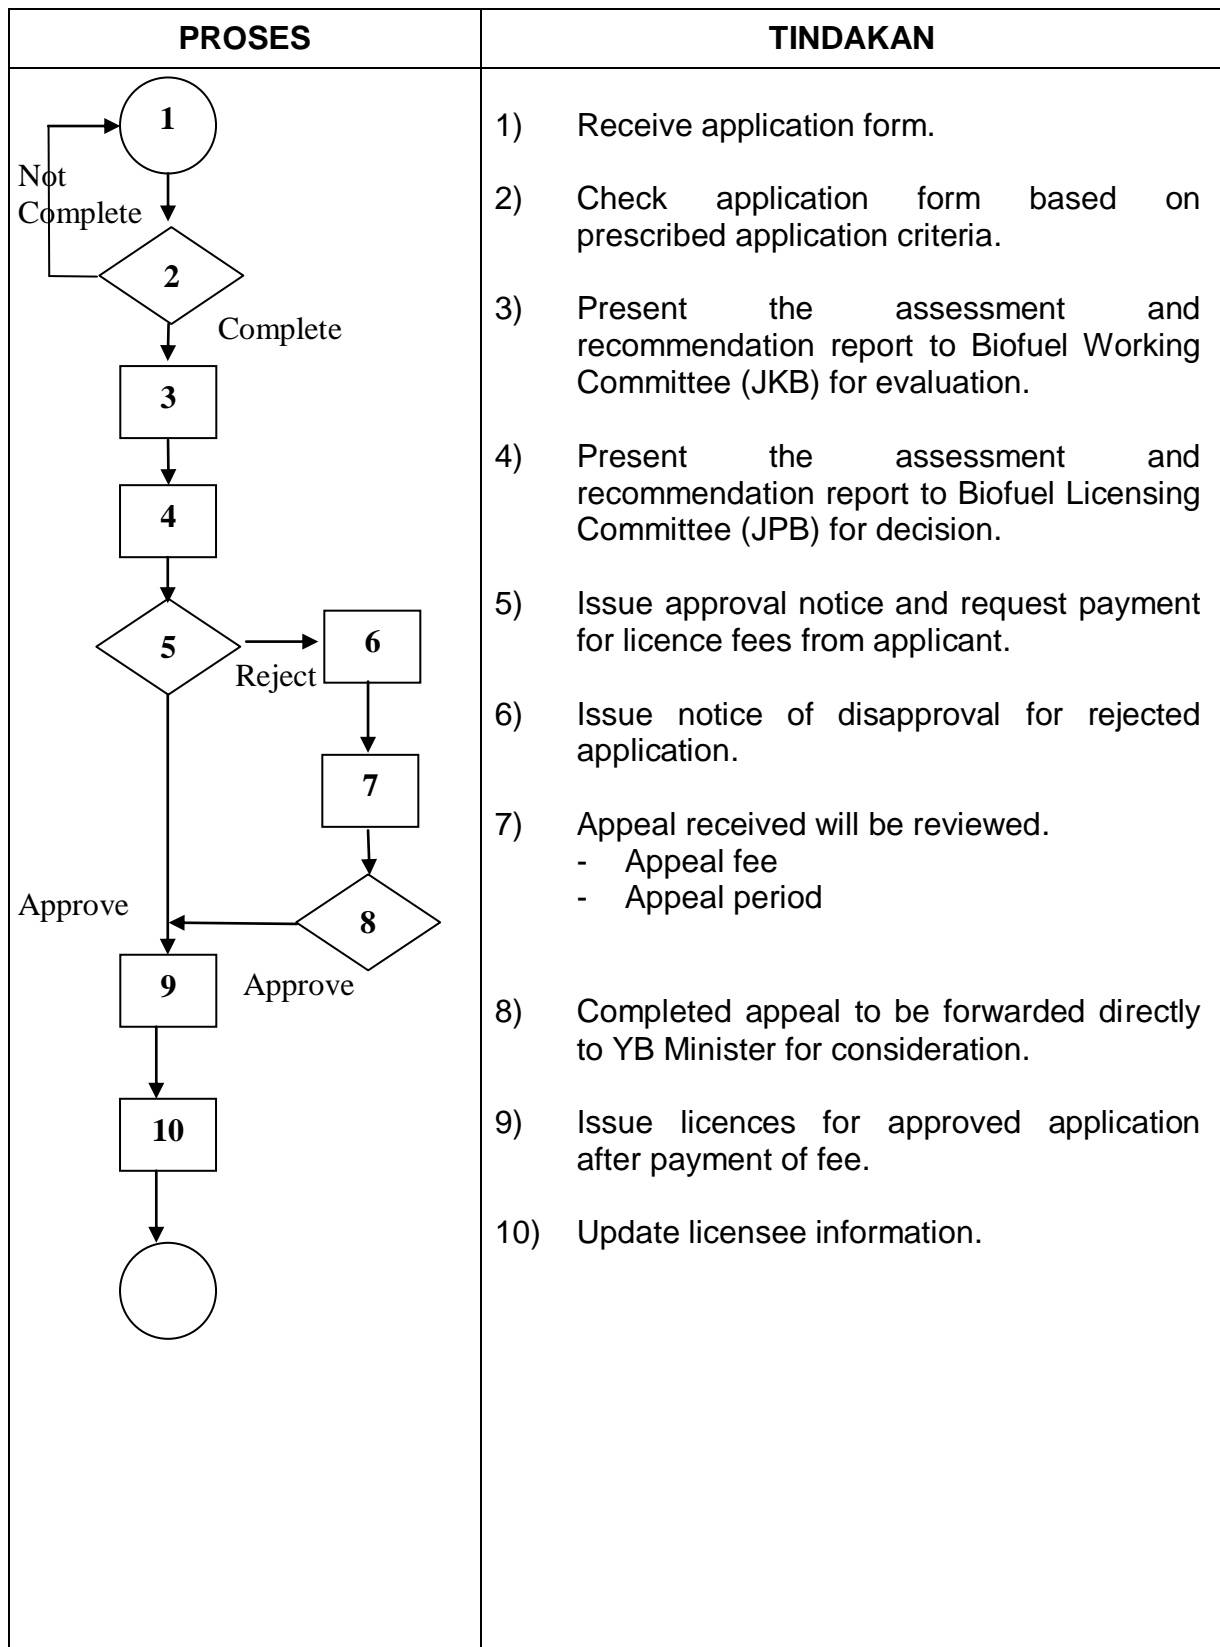 PROSES
TINDAKAN
1
Not
Complete
2
Complete
3
4
5
Reject
6
7
Approve
8
9
Approve
10
1) Receive application form.
2) Check application form based on
prescribed application criteria.
3) Present the assessment and
recommendation report to Biofuel Working
Committee (JKB) for evaluation.
4) Present the assessment and
recommendation report to Biofuel Licensing
Committee (JPB) for decision.
5) Issue approval notice and request payment
for licence fees from applicant.
6) Issue notice of disapproval for rejected
application.
7) Appeal received will be reviewed.
- Appeal fee
- Appeal period
8) Completed appeal to be forwarded directly
to YB Minister for consideration.
9) Issue licences for approved application
after payment of fee.
10) Update licensee information.